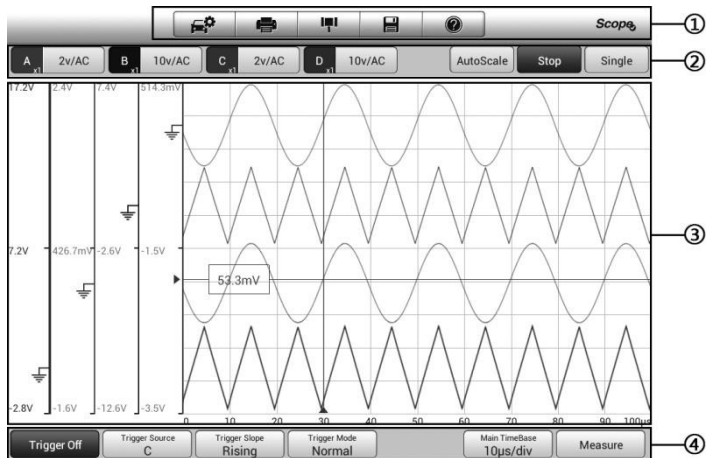 Scope
①
A x1 2v/AC B x1 10v/AC C x1 2v/AC D x1 10v/AC AutoScale Stop Single
②
17.2V 2.4V 7.4V 514.3mV
③
7.2V 426.7mV -2.6V -1.5V
53.3mV
-2.8V -1.6V -12.6V -3.5V
0 10 20 30 40 50 60 70 80 90 100µs
Trigger Off Trigger Source Trigger Slope Trigger Mode Main TimeBase Measure
C Rising Normal 10µs/div
④